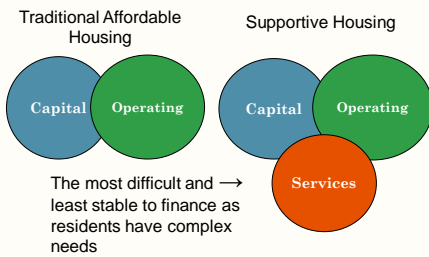 Traditional Affordable
Housing
Supportive Housing
Capital
Operating
Capital
Operating
Services
The most difficult and →
least stable to finance as
residents have complex
needs